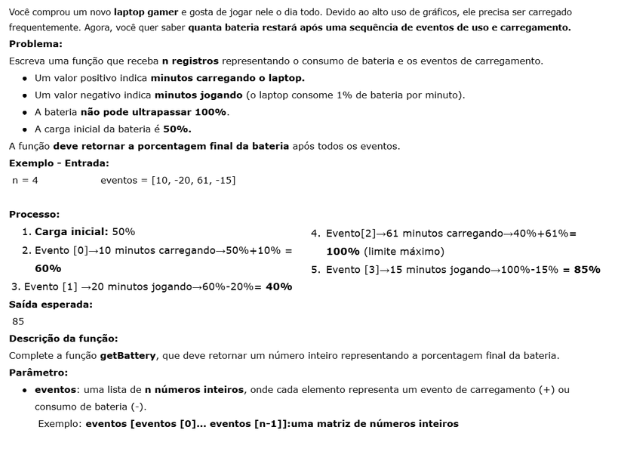 Você comprou um novo laptop gamer e gosta de jogar nele o dia todo. Devido ao alto uso de gráficos, ele precisa ser carregado
frequentemente. Agora, você quer saber quanta bateria restará após uma sequência de eventos de uso e carregamento.
Problema:
Escreva uma função que receba n registros representando o consumo de bateria e os eventos de carregamento.
• Um valor positivo indica minutos carregando o laptop.
• Um valor negativo indica minutos jogando (o laptop consome 1% de bateria por minuto).
• A bateria não pode ultrapassar 100%.
• A carga inicial da bateria é 50%.
A função deve retornar a porcentagem final da bateria após todos os eventos.
Exemplo - Entrada:
n = 4 eventos = [10, -20, 61, -15]
Processo:
1. Carga inicial: 50%
2. Evento [0]→10 minutos carregando→50%+10% =
60%
3. Evento [1] →20 minutos jogando→60%-20%= 40%
4. Evento[2]→61 minutos carregando→40%+61%=
100% (limite máximo)
5. Evento [3]→15 minutos jogando→100%-15% = 85%
Saída esperada:
85
Descrição da função:
Complete a função getBattery, que deve retornar um número inteiro representando a porcentagem final da bateria.
Parâmetro:
• eventos: uma lista de n números inteiros, onde cada elemento representa um evento de carregamento (+) ou
consumo de bateria (-).
Exemplo: eventos [eventos [0]... eventos [n-1]]:uma matriz de números inteiros